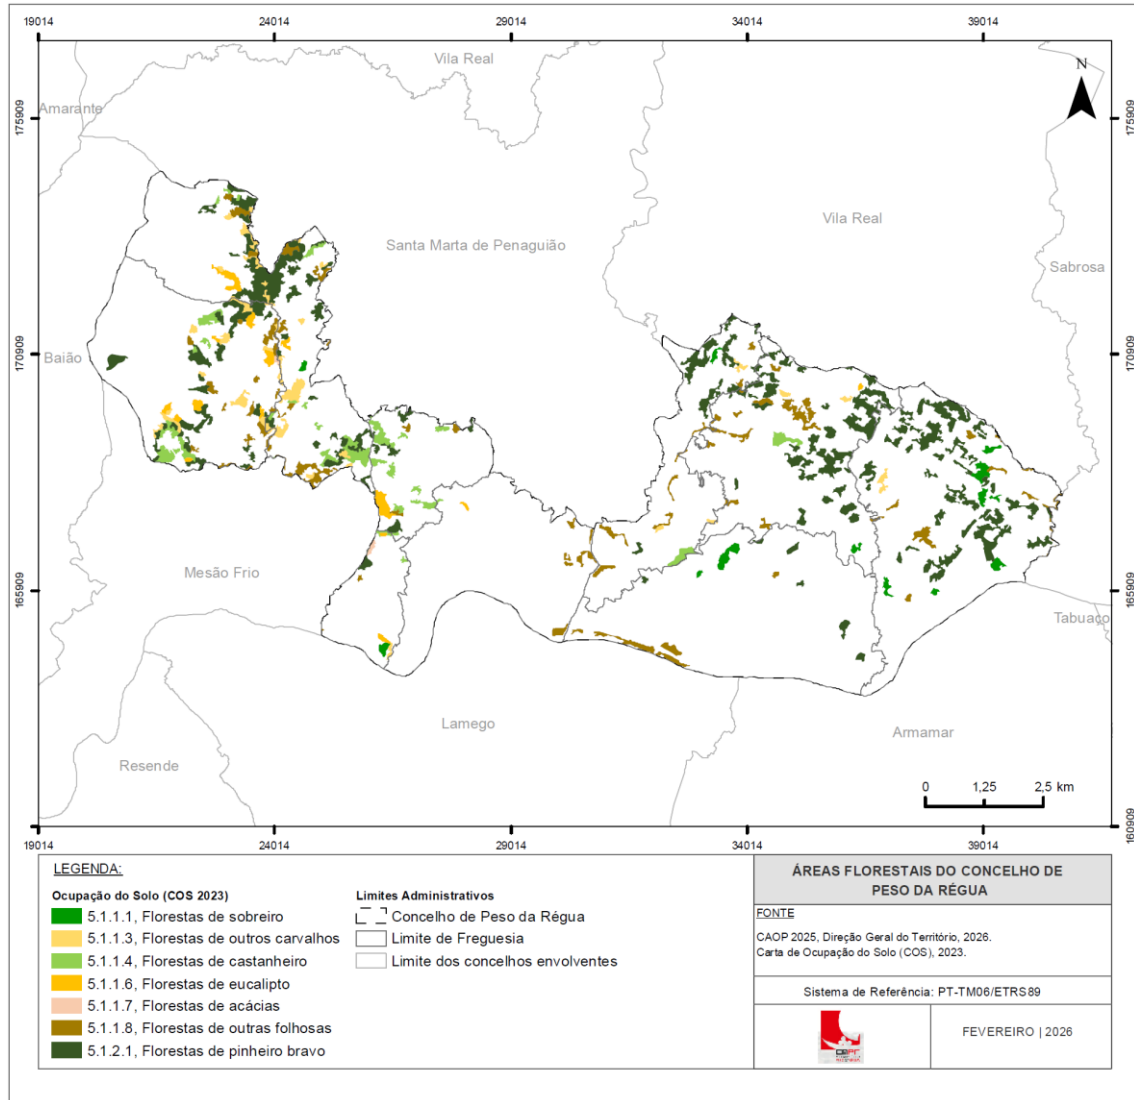 19014
24014
29014
34014
39014
Vila Real
N
Amarante
175909
175909
Vila Real
Santa Marta de Penaguião
Sabrosa
170909
170909
Baião
Mesão Frio
165909
165909
Tabuaço
Lamego
Armamar
Resende
0
1,25
2,5 km
160909
160909
19014
24014
29014
34014
39014
LEGENDA:
Ocupação do Solo (COS 2023)
5.1.1.1, Florestas de sobreiro
5.1.1.3, Florestas de outros carvalhos
5.1.1.4, Florestas de castanheiro
5.1.1.6, Florestas de eucalipto
5.1.1.7, Florestas de acácias
5.1.1.8, Florestas de outras folhosas
5.1.2.1, Florestas de pinheiro bravo
Limites Administrativos
Concelho de Peso da Régua
Limite de Freguesia
Limite dos concelhos envolventes
ÁREAS FLORESTAIS DO CONCELHO DE
PESO DA RÉGUA
FONTE
CAOP 2025, Direção Geral do Território, 2026.
Carta de Ocupação do Solo (COS), 2023.
Sistema de Referência: PT-TM06/ETRS89
FEVEREIRO | 2026